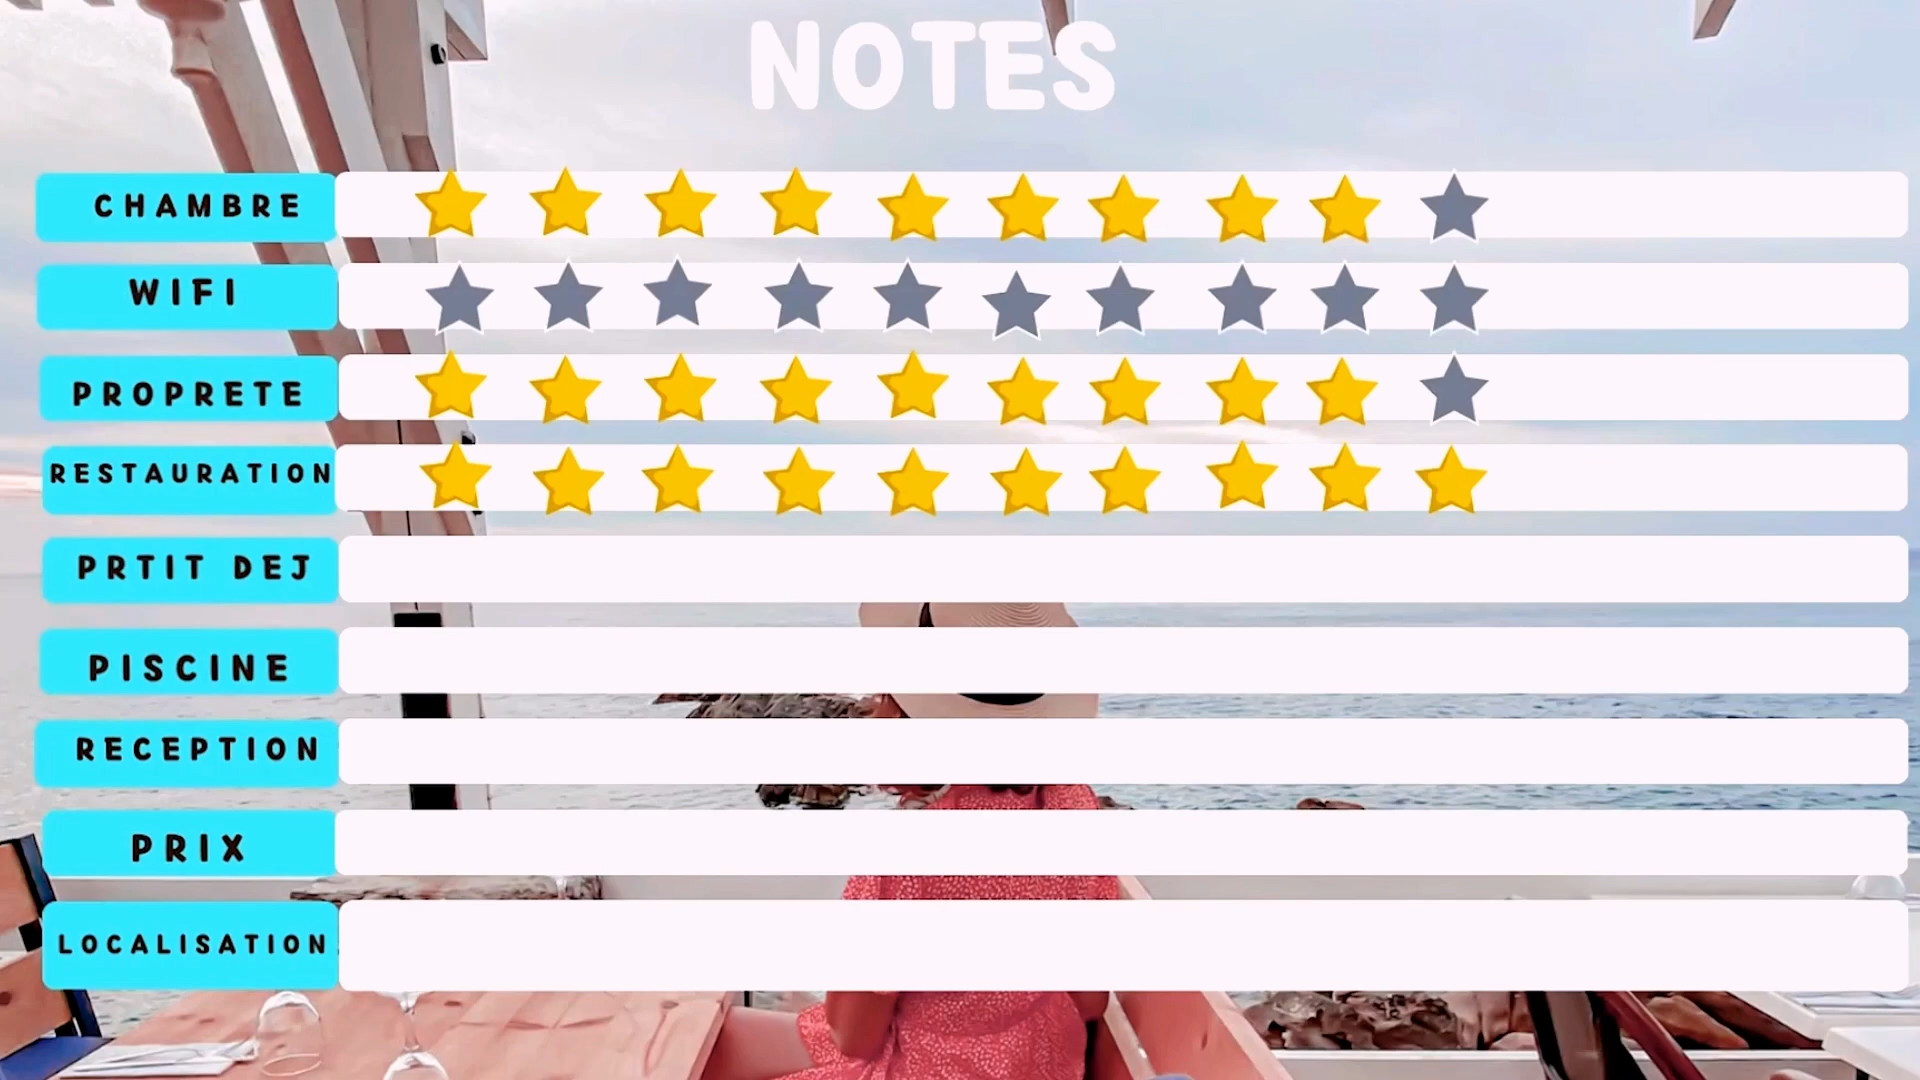 NOTES
CHAMBRE
WIFI
PROPRETE
RESTAURATION
PRTIT DEJ
PISCINE
RECEPTION
PRIX
LOCALISATION